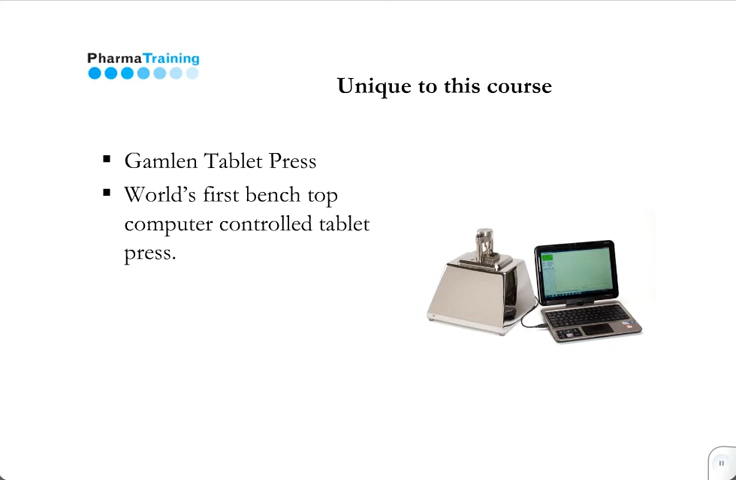 PharmaTraining
Unique to this course
Gamlen Tablet Press
World’s first bench top
computer controlled tablet
press.